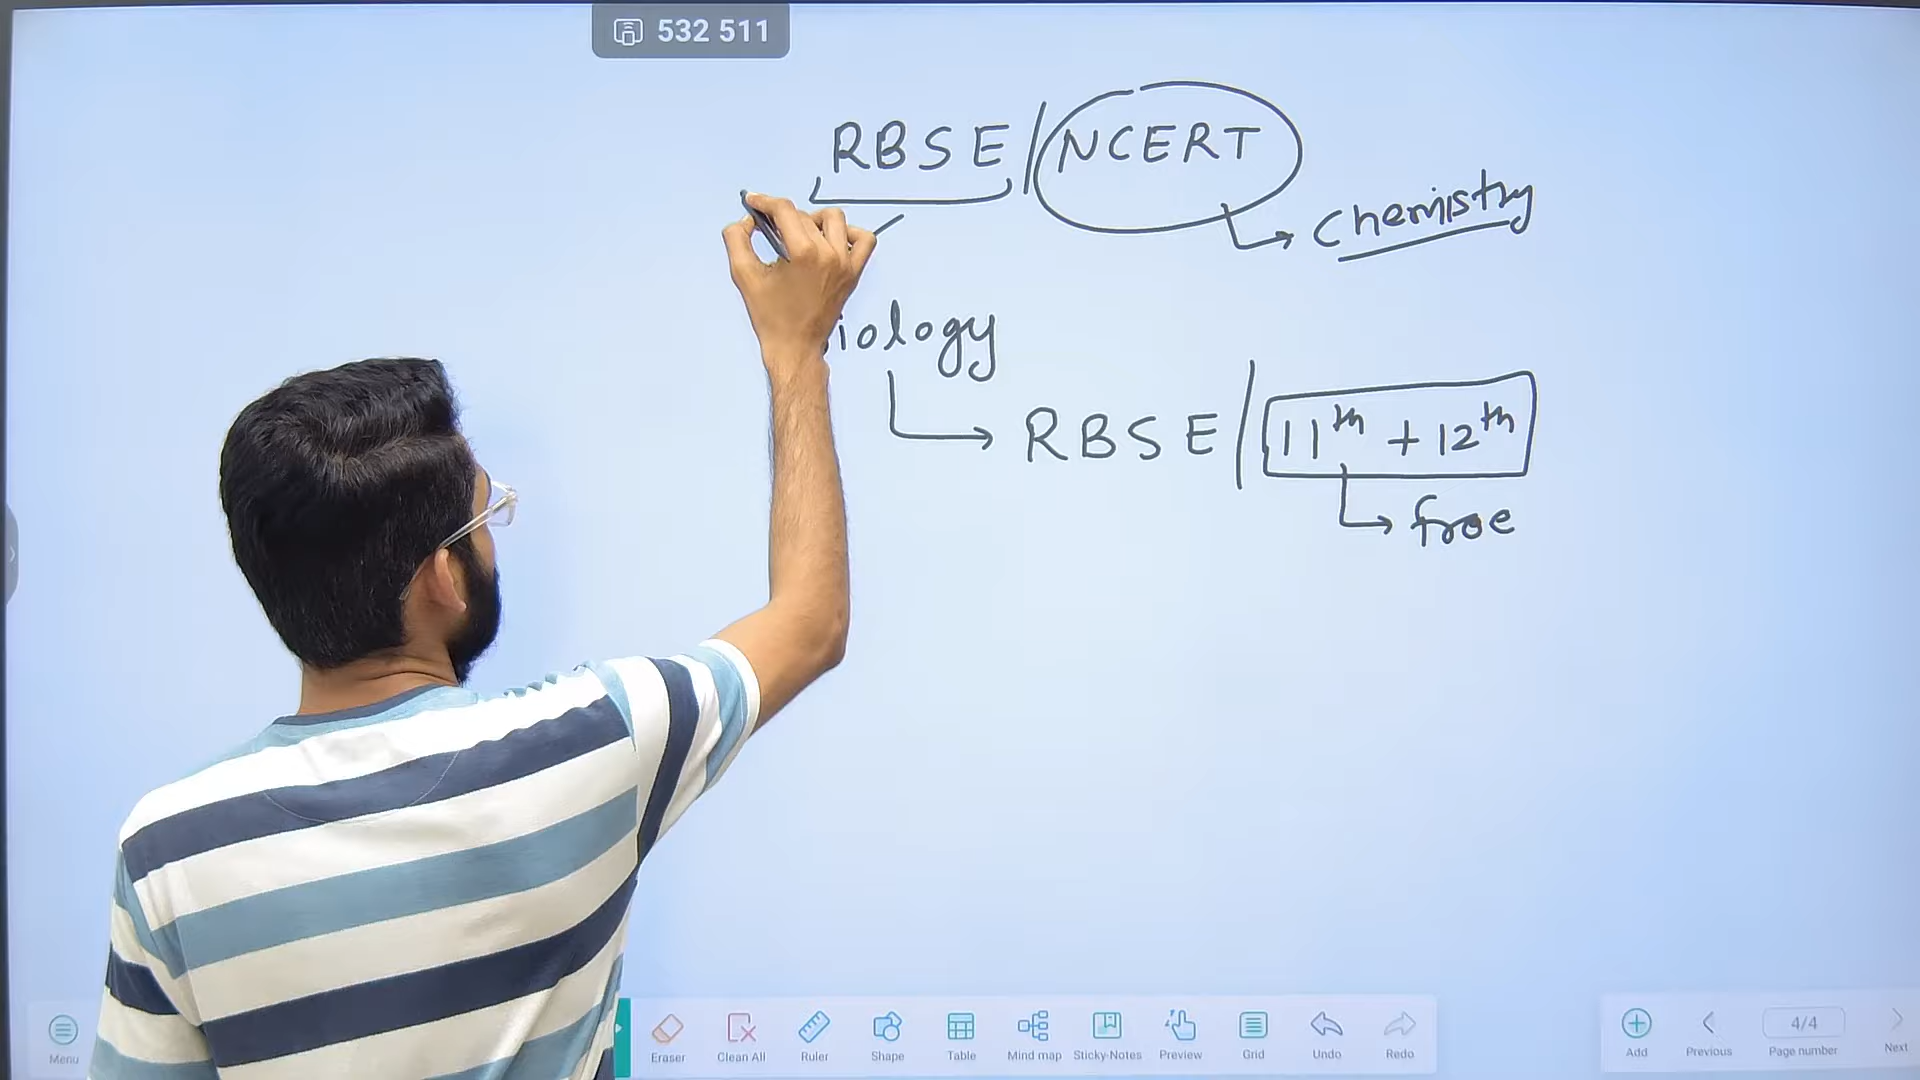 532 511
RBSE/NCERT
Chemistry
iology
RBSE/11th + 12th
free
Menu
Eraser
Clean All
Ruler
Shape
Table
Mind map
Sticky-Notes
Preview
Grid
Undo
Redo
Add
Previous
4/4
Page number
Next